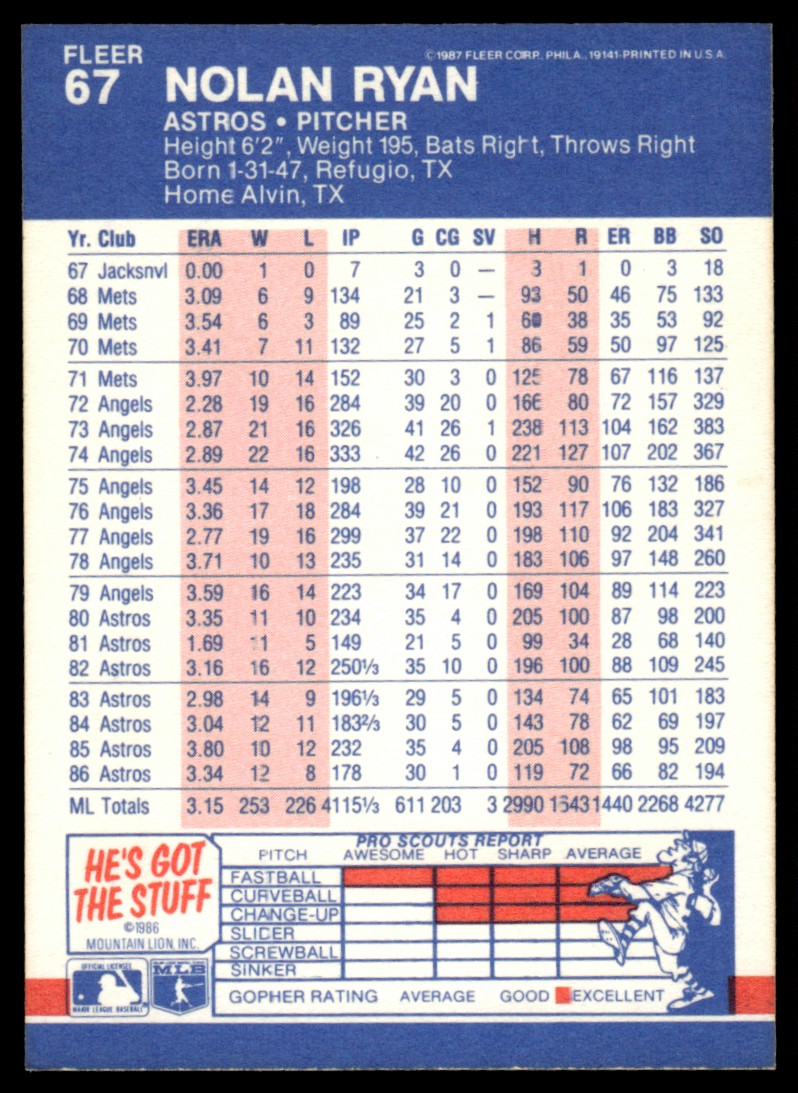 FLEER
67 NOLAN RYAN
©1987 FLEER CORP. PHILA., 19141-PRINTED IN U.S.A.
ASTROS • PITCHER
Height 6'2", Weight 195, Bats Right, Throws Right
Born 1-31-47, Refugio, TX
Home Alvin, TX
Yr. Club ERA W L IP G CG SV H R ER BB SO
67 Jacksnvl 0.00 1 0 7 3 0 — 3 1 0 3 18
68 Mets 3.09 6 9 134 21 3 — 93 50 46 75 133
69 Mets 3.54 6 3 89 25 2 1 60 38 35 53 92
70 Mets 3.41 7 11 132 27 5 1 86 59 50 97 125
71 Mets 3.97 10 14 152 30 3 0 125 78 67 116 137
72 Angels 2.28 19 16 284 39 20 0 166 80 72 157 329
73 Angels 2.87 21 16 326 41 26 1 238 113 104 162 383
74 Angels 2.89 22 16 333 42 26 0 221 127 107 202 367
75 Angels 3.45 14 12 198 28 10 0 152 90 76 132 186
76 Angels 3.36 17 18 284 39 21 0 193 117 106 183 327
77 Angels 2.77 19 16 299 37 22 0 198 110 92 204 341
78 Angels 3.71 10 13 235 31 14 0 183 106 97 148 260
79 Angels 3.59 16 14 223 34 17 0 169 104 89 114 223
80 Astros 3.35 11 10 234 35 4 0 205 100 87 98 200
81 Astros 1.69 11 5 149 21 5 0 99 34 28 68 140
82 Astros 3.16 16 12 250⅓ 35 10 0 196 100 88 109 245
83 Astros 2.98 14 9 196⅓ 29 5 0 134 74 65 101 183
84 Astros 3.04 12 11 183⅔ 30 5 0 143 78 62 69 197
85 Astros 3.80 10 12 232 35 4 0 205 108 98 95 209
86 Astros 3.34 12 8 178 30 1 0 119 72 66 82 194
ML Totals 3.15 253 226 4115⅓ 611 203 3 2990 1643 1440 2268 4277
HE'S GOT
THE STUFF
©1986
MOUNTAIN LION, INC.
OFFICIAL LICENSEE
MAJOR LEAGUE BASEBALL
MLB
PRO SCOUTS REPORT
PITCH AWESOME HOT SHARP AVERAGE
FASTBALL
CURVEBALL
CHANGE-UP
SLIDER
SCREWBALL
SINKER
GOPHER RATING AVERAGE GOOD EXCELLENT